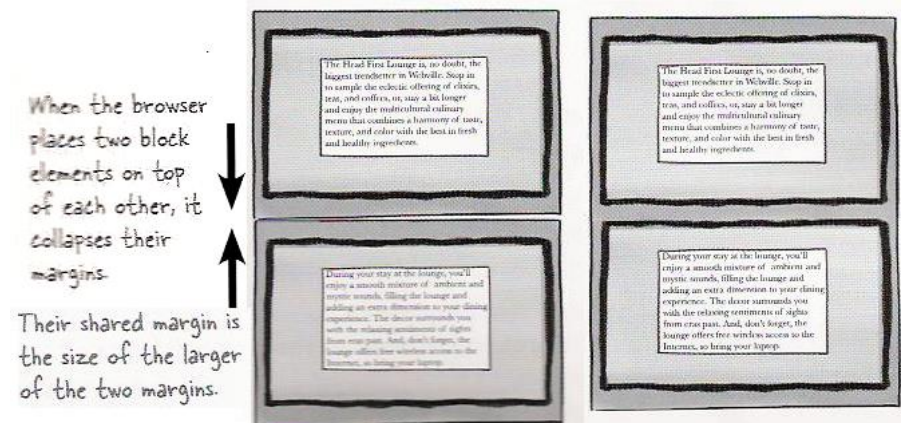 When the browser
places two block
elements on top
of each other, it
collapses their
margins.
Their shared margin is
the size of the larger
of the two margins.
The Head First Lounge is, no doubt, the
biggest trendsetter in Webville. Stop in
to sample the eclectic offering of elixirs,
teas, and coffees, or, stay a bit longer
and enjoy the multicultural culinary
menu that combines a harmony of taste,
texture, and color with the best in fresh
and healthy ingredients.
During your stay at the lounge, you'll
enjoy a smooth mixture of ambient and
mystic sounds, filling the lounge and
adding an extra dimension to your dining
experience. The decor surrounds you
with the relaxing sentiments of sights
from eras past. And, don't forget, the
lounge offers free wireless access to the
Internet, so bring your laptop.
The Head First Lounge is, no doubt, the
biggest trendsetter in Webville. Stop in
to sample the eclectic offering of elixirs,
teas, and coffees, or, stay a bit longer
and enjoy the multicultural culinary
menu that combines a harmony of taste,
texture, and color with the best in fresh
and healthy ingredients.
During your stay at the lounge, you'll
enjoy a smooth mixture of ambient and
mystic sounds, filling the lounge and
adding an extra dimension to your dining
experience. The decor surrounds you
with the relaxing sentiments of sights
from eras past. And, don't forget, the
lounge offers free wireless access to the
Internet, so bring your laptop.